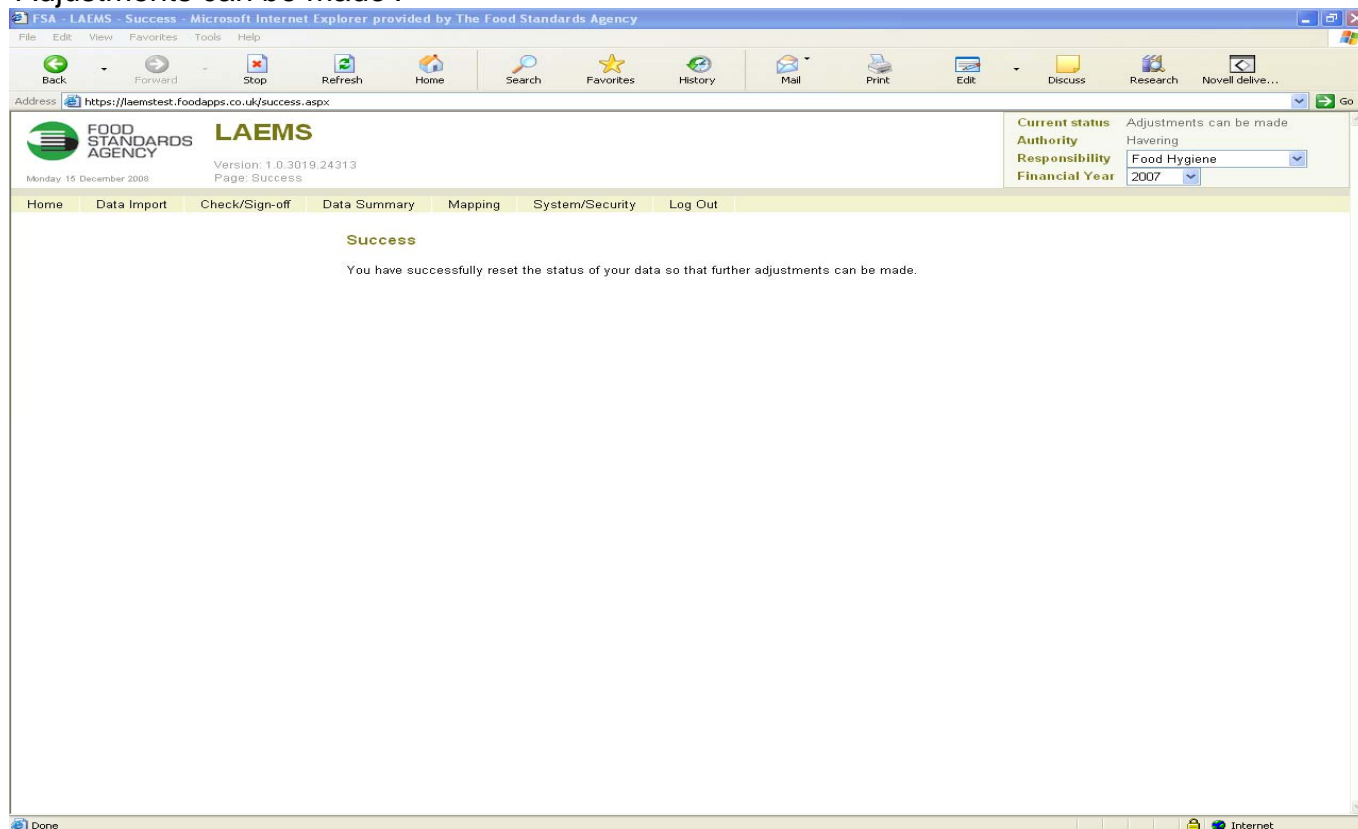 'Adjustments can be made'.
FSA - LAEMS - Success - Microsoft Internet Explorer provided by The Food Standards Agency
File Edit View Favorites Tools Help
Back Forward Stop Refresh Home Search Favorites History Mail Print Edit Discuss Research Novell delive...
Address https://laemstest.foodapps.co.uk/success.aspx Go
FOOD
STANDARDS
AGENCY
Monday 15 December 2008
LAEMS
Version: 1.0.3019.24313
Page: Success
Current status Adjustments can be made
Authority Havering
Responsibility Food Hygiene
Financial Year 2007
Home Data Import Check/Sign-off Data Summary Mapping System/Security Log Out
Success
You have successfully reset the status of your data so that further adjustments can be made.
Done Internet